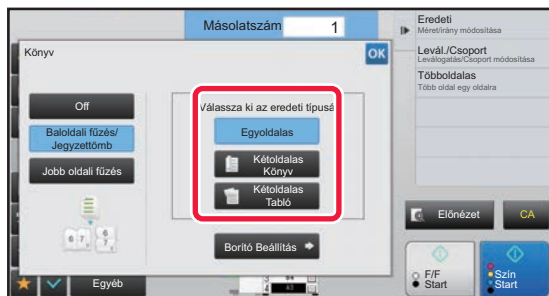 Másolatszám 1
Könyv
OK
Off
Baloldali fűzés/
Jegyzettömb
Jobb oldali fűzés
Válassza ki az eredeti típusá
Egyoldalas
Kétoldalas
Könyv
Kétoldalas
Tabló
Borító Beállítás
Egyéb
Eredeti
Méret/irány módosítása
Levál./Csoport
Leválogatás/Csoport módosítása
Többoldalas
Több oldal egy oldalra
Előnézet
CA
F/F
Start
Szín
Start